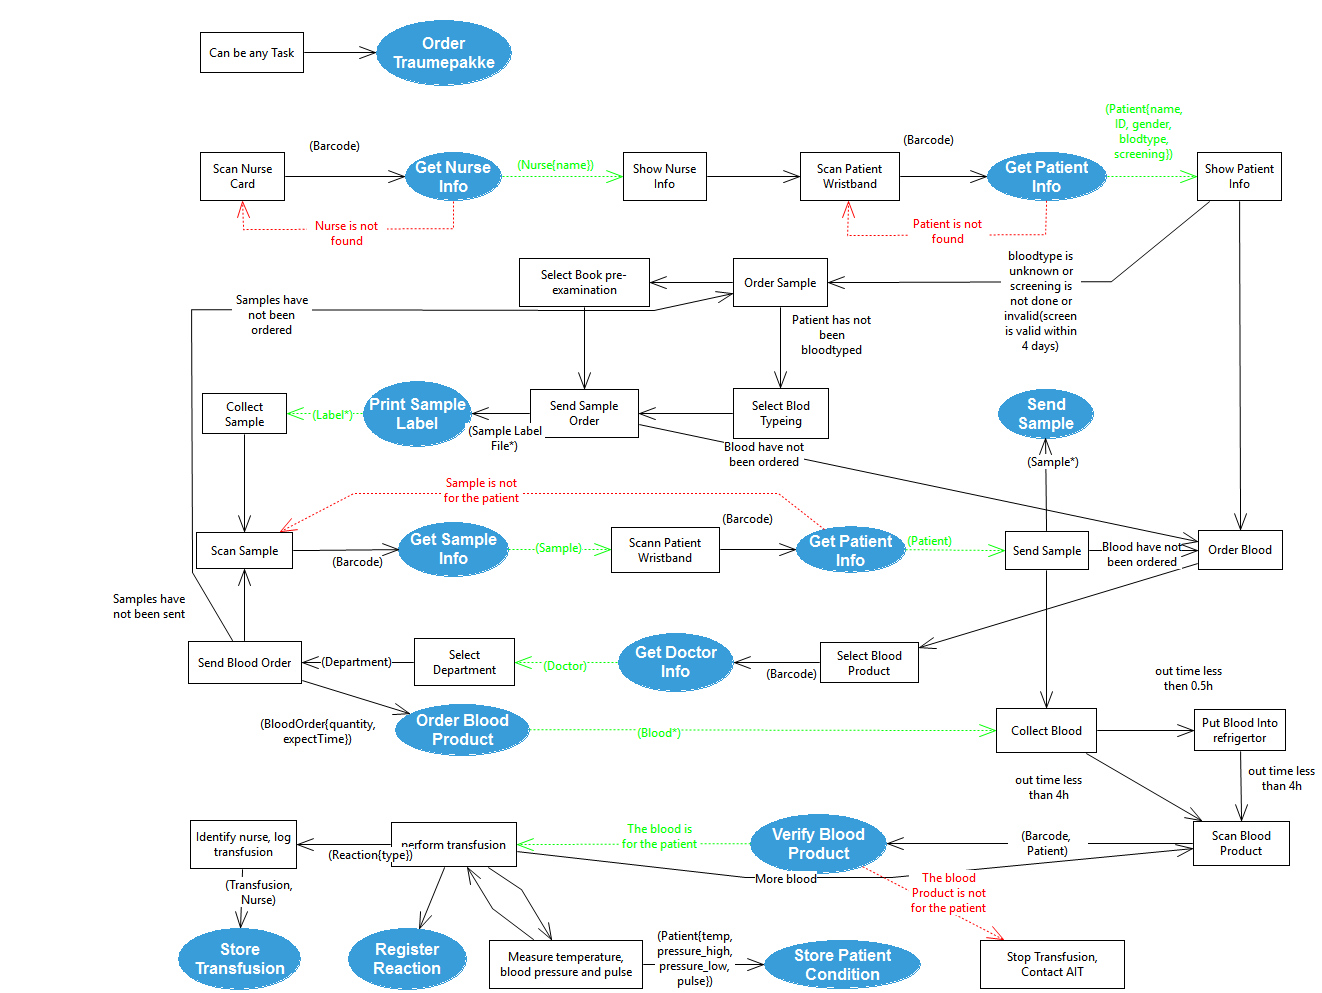 Can be any Task
Order
Traumepakke
(Patient{name,
ID, gender,
blodtype,
screening})
(Barcode)
(Barcode)
Scan Nurse
Card
Get Nurse
Info
(Nurse{name})
Show Nurse
Info
Scan Patient
Wristband
Get Patient
Info
Show Patient
Info
Nurse is not
found
Patient is not
found
Select Book pre-
examination
Order Sample
bloodtype is
unknown or
screening is
not done or
invalid(screen
is valid within
4 days)
Samples have
not been
ordered
Patient has not
been
bloodtyped
Collect
Sample
(Label*)
Print Sample
Label
(Sample Label
File*)
Send Sample
Order
Select Blod
Typeing
Send
Sample
Blood have not
been ordered
(Sample*)
Sample is not
for the patient
Scan Sample
(Barcode)
Get Sample
Info
(Sample)
Scann Patient
Wristband
(Barcode)
Get Patient
Info
(Patient)
Send Sample
Blood have not
been ordered
Order Blood
Samples have
not been sent
Send Blood Order
(Department)
Select
Department
(Doctor)
Get Doctor
Info
(Barcode)
Select Blood
Product
out time less
then 0.5h
(BloodOrder{quantity,
expectTime})
Order Blood
Product
(Blood*)
Collect Blood
Put Blood Into
refrigertor
out time less
than 4h
out time less
than 4h
Identify nurse, log
transfusion
(Reaction{type})
perform transfusion
The blood is
for the patient
Verify Blood
Product
(Barcode,
Patient)
Scan Blood
Product
More blood
The blood
Product is not
for the patient
(Transfusion,
Nurse)
Store
Transfusion
Register
Reaction
Measure temperature,
blood pressure and pulse
(Patient{temp,
pressure_high,
pressure_low,
pulse})
Store Patient
Condition
Stop Transfusion,
Contact AIT